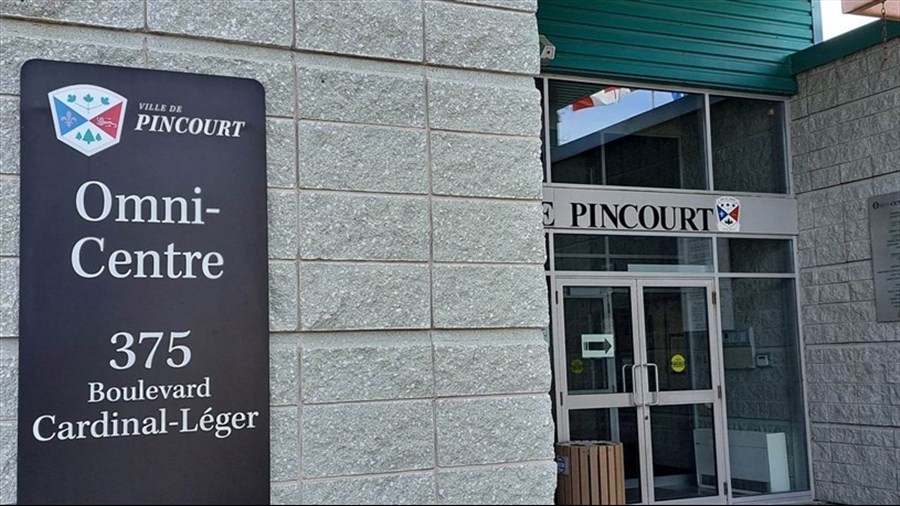 VILLE DE
PINCOURT
Omni-
Centre
375
Boulevard
Cardinal-Léger
E PINCOURT